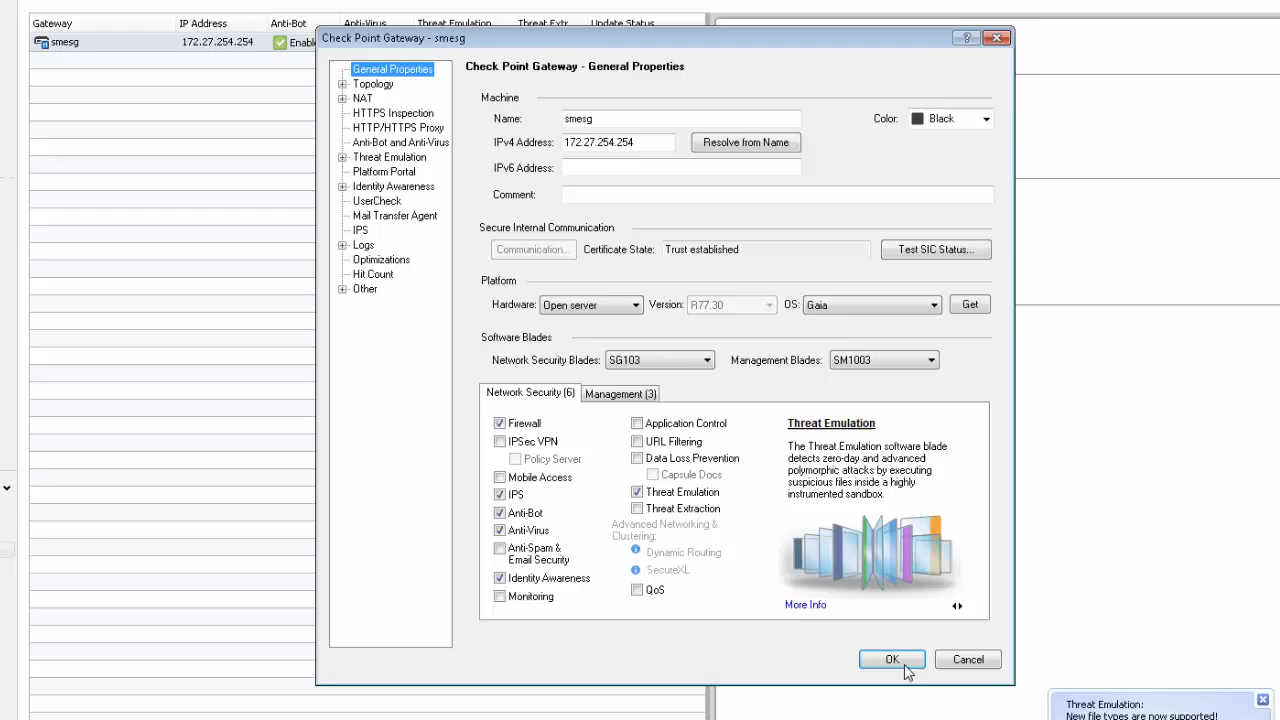 Gateway IP Address Anti-Bot Anti-Virus Threat Emulation Threat Extr.. Update Status
smesg 172.27.254.254
Check Point Gateway - smesg
General Properties
Topology
NAT
HTTPS Inspection
HTTP/HTTPS Proxy
Anti-Bot and Anti-Virus
Threat Emulation
Platform Portal
Identity Awareness
UserCheck
Mail Transfer Agent
IPS
Logs
Optimizations
Hit Count
Other
Check Point Gateway - General Properties
Machine
Name: smesg Color: Black
IPv4 Address: 172.27.254.254 Resolve from Name
IPv6 Address:
Comment:
Secure Internal Communication
Communication... Certificate State: Trust established Test SIC Status...
Platform
Hardware: Open server Version: R77.30 OS: Gaia Get
Software Blades
Network Security Blades: SG103 Management Blades: SM1003
Network Security (6) Management (3)
Firewall
IPSec VPN
Policy Server
Mobile Access
IPS
Anti-Bot
Anti-Virus
Anti-Spam &
Email Security
Identity Awareness
Monitoring
Application Control
URL Filtering
Data Loss Prevention
Capsule Docs
Threat Emulation
Threat Extraction
Advanced Networking &
Clustering:
Dynamic Routing
SecureXL
QoS
Threat Emulation
The Threat Emulation software blade
detects zero-day and advanced
polymorphic attacks by executing
suspicious files inside a highly
instrumented sandbox.
More Info
OK Cancel
Threat Emulation:
New file types are now supported!